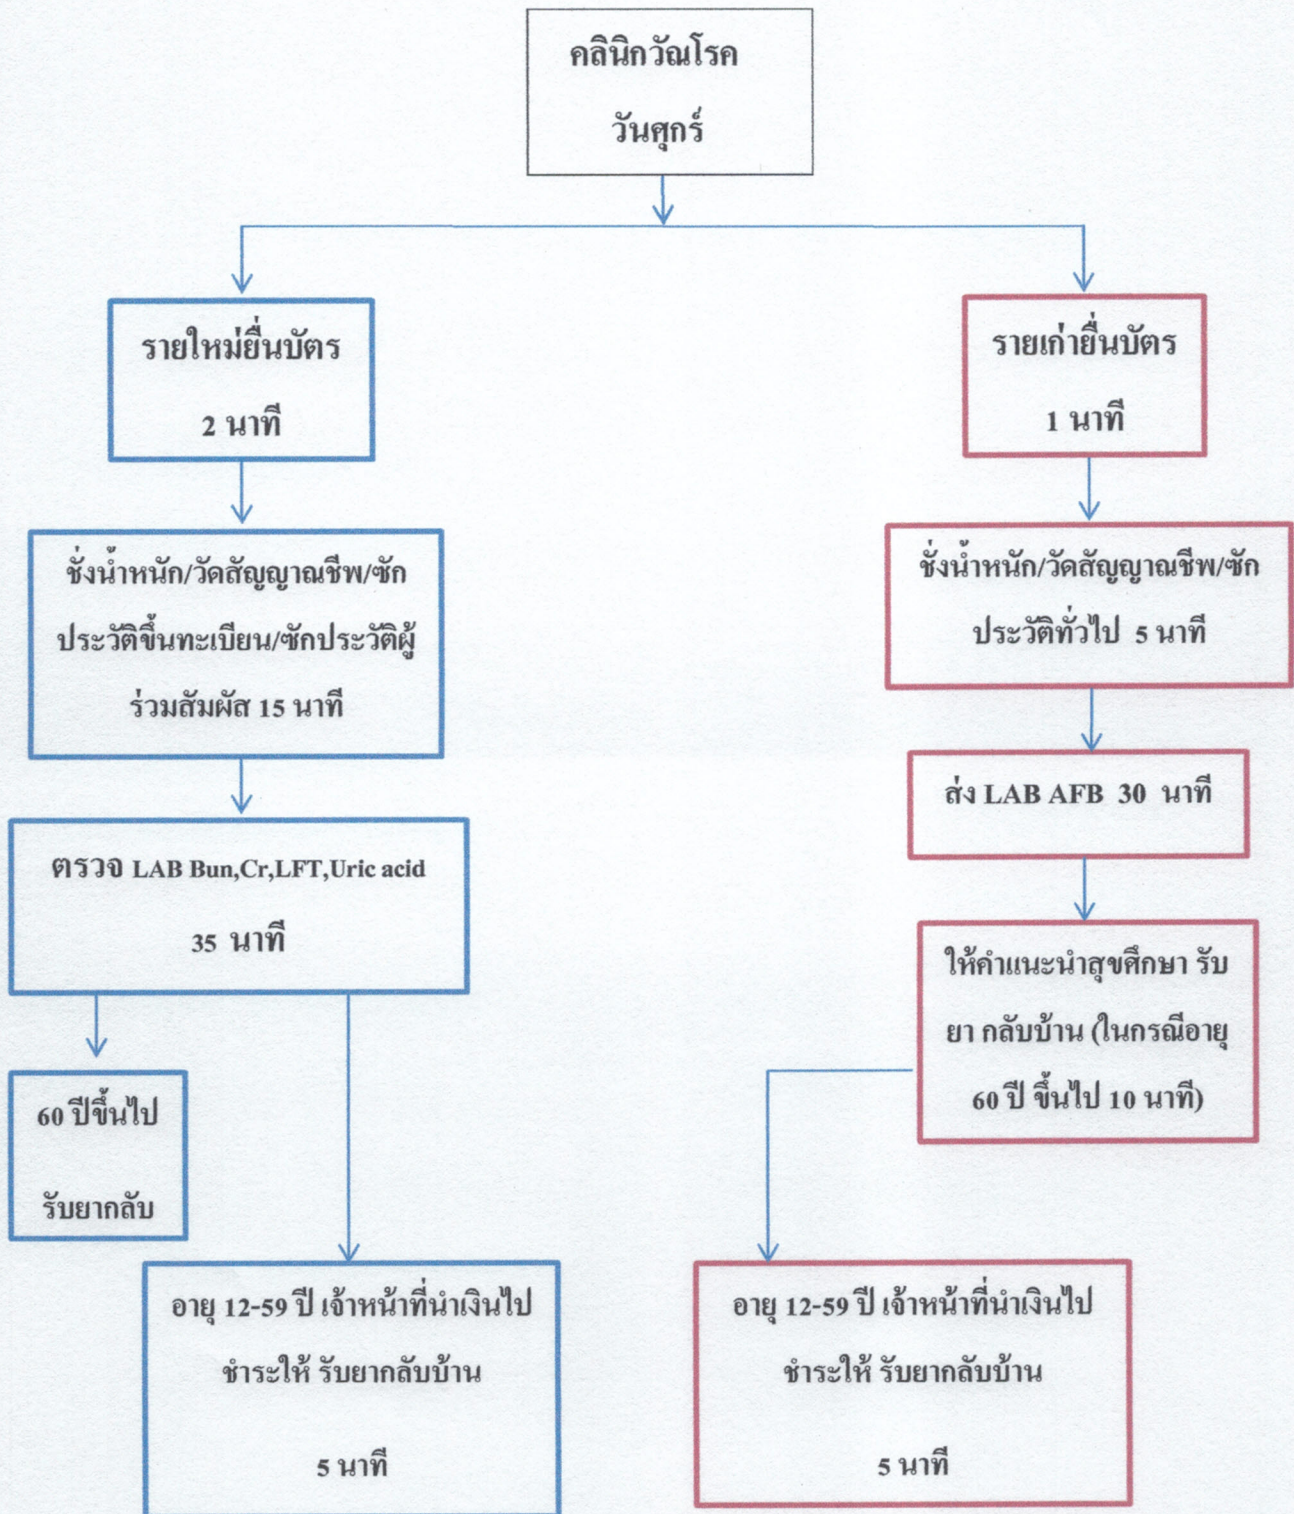 คลินิกวัณโรค
วันศุกร์
รายใหม่ยื่นบัตร
2 นาที
ชั่งน้ำหนัก/วัดสัญญาณชีพ/ซัก
ประวัติขึ้นทะเบียน/ซักประวัติผู้
ร่วมสัมผัส 15 นาที
ตรวจ LAB Bun,Cr,LFT,Uric acid
35 นาที
60 ปีขึ้นไป
รับยากลับ
อายุ 12-59 ปี เจ้าหน้าที่นำเงินไป
ชำระให้ รับยากลับบ้าน
5 นาที
รายเก่ายื่นบัตร
1 นาที
ชั่งน้ำหนัก/วัดสัญญาณชีพ/ซัก
ประวัติทั่วไป 5 นาที
ส่ง LAB AFB 30 นาที
ให้คำแนะนำสุขศึกษา รับ
ยา กลับบ้าน (ในกรณีอายุ
60 ปี ขึ้นไป 10 นาที)
อายุ 12-59 ปี เจ้าหน้าที่นำเงินไป
ชำระให้ รับยากลับบ้าน
5 นาที